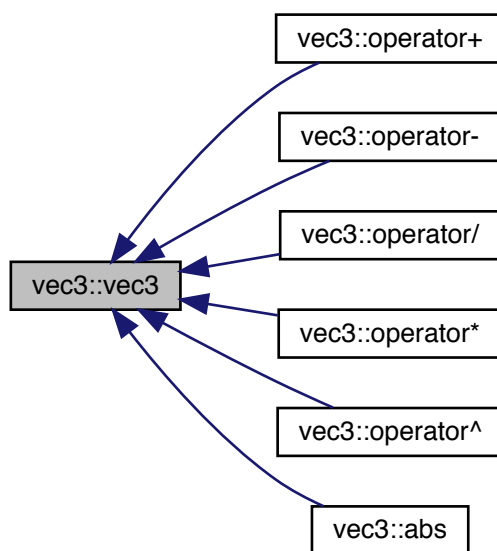 vec3::operator+
vec3::operator-
vec3::operator/
vec3::vec3
vec3::operator*
vec3::operator^
vec3::abs